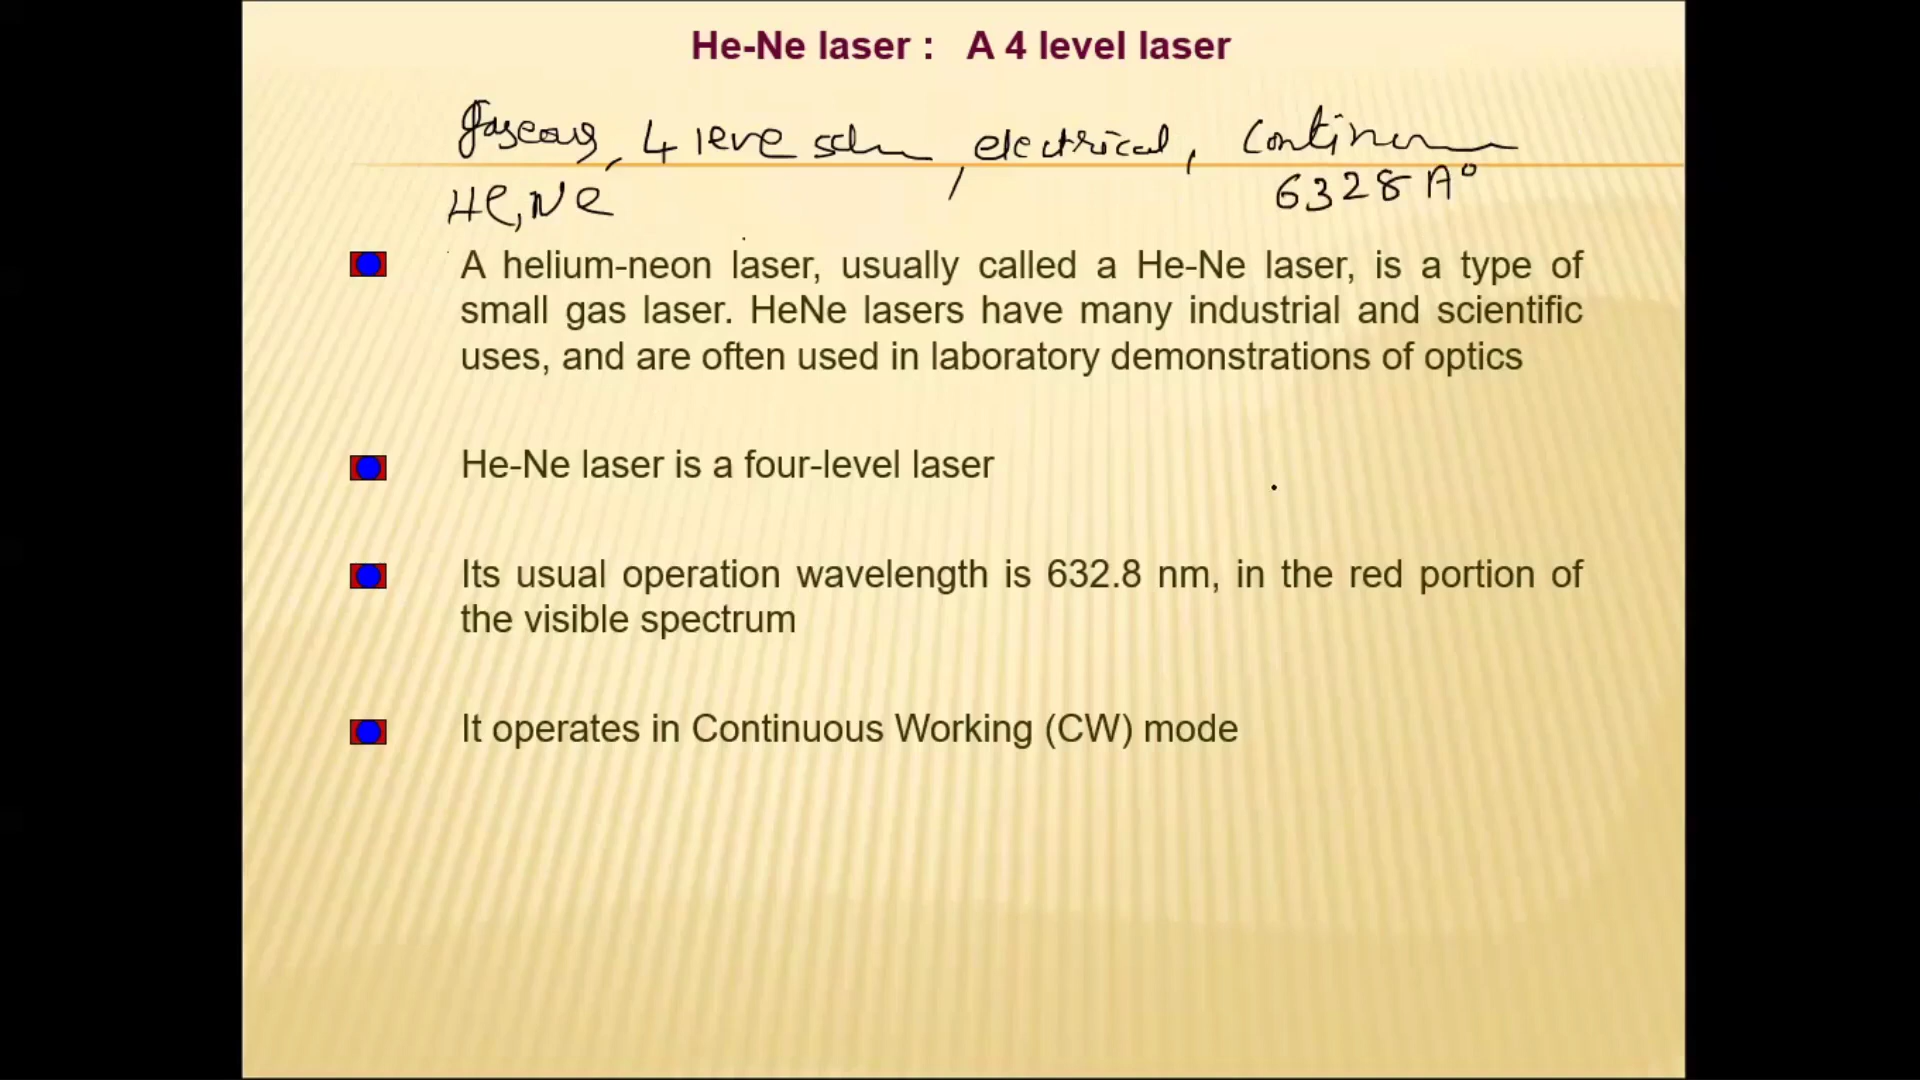 He-Ne laser : A 4 level laser
gaseous, 4 leve sch , electrical, Continu
He, Ne
6328 A°
A helium-neon laser, usually called a He-Ne laser, is a type of
small gas laser. HeNe lasers have many industrial and scientific
uses, and are often used in laboratory demonstrations of optics
He-Ne laser is a four-level laser
Its usual operation wavelength is 632.8 nm, in the red portion of
the visible spectrum
It operates in Continuous Working (CW) mode